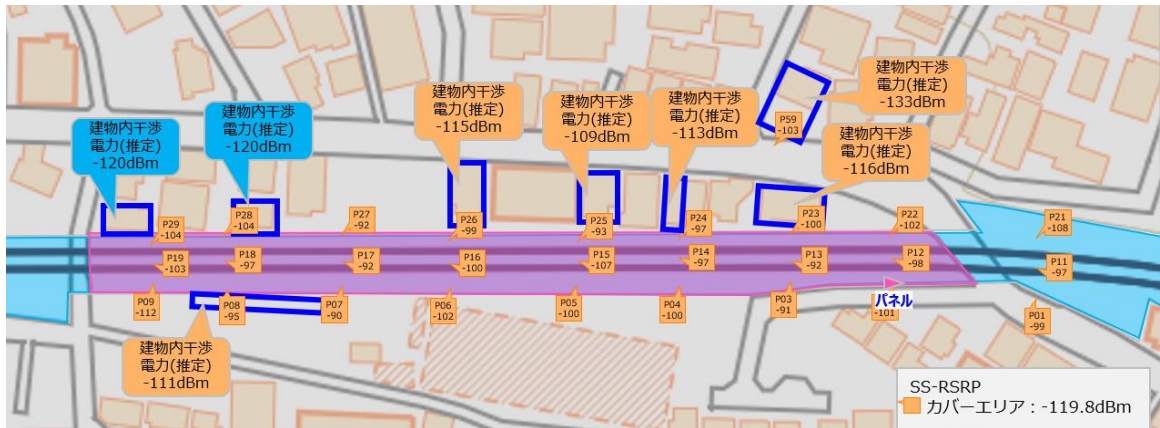 建物内干渉
電力(推定)
-120dBm
建物内干渉
電力(推定)
-120dBm
建物内干渉
電力(推定)
-115dBm
建物内干渉
電力(推定)
-109dBm
建物内干渉
電力(推定)
-113dBm
建物内干渉
電力(推定)
-133dBm
建物内干渉
電力(推定)
-116dBm
P59
-103
P29
-104
P28
-104
P27
-92
P26
-99
P25
-93
P24
-97
P23
-100
P22
-102
P21
-108
P19
-103
P18
-97
P17
-92
P16
-100
P15
-107
P14
-97
P13
-92
P12
-98
P11
-97
P09
-112
P08
-95
P07
-90
P06
-102
P05
-100
P04
-100
P03
-91
パネル
-101
P01
-99
建物内干渉
電力(推定)
-111dBm
SS-RSRP
カバーエリア：-119.8dBm